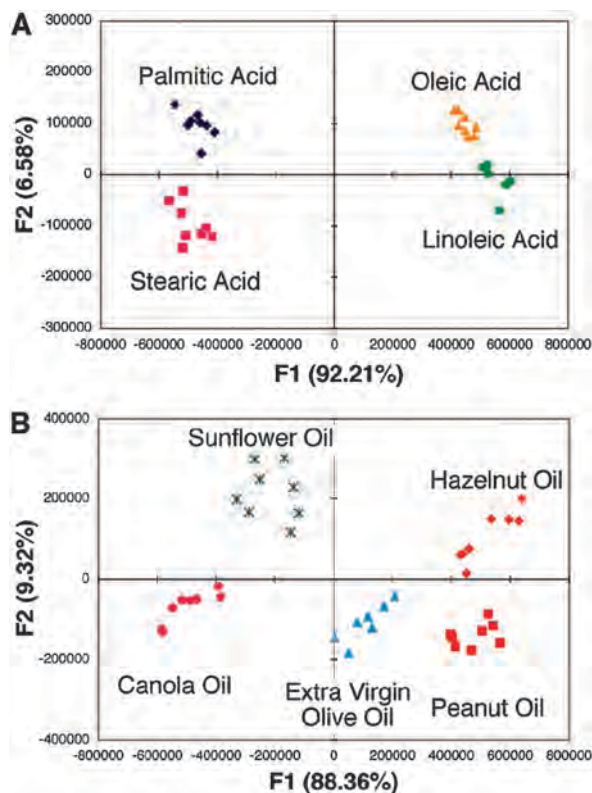 A
300000
200000
100000
0
-100000
-200000
-300000
F2 (6.58%)
Palmitic Acid
Oleic Acid
Linoleic Acid
Stearic Acid
-800000 -600000 -400000 -200000 0 200000 400000 600000 800000
F1 (92.21%)
B
400000
200000
0
-200000
-400000
F2 (9.32%)
Sunflower Oil
Hazelnut Oil
Canola Oil
Extra Virgin
Olive Oil
Peanut Oil
-800000 -600000 -400000 -200000 0 200000 400000 600000 800000
F1 (88.36%)